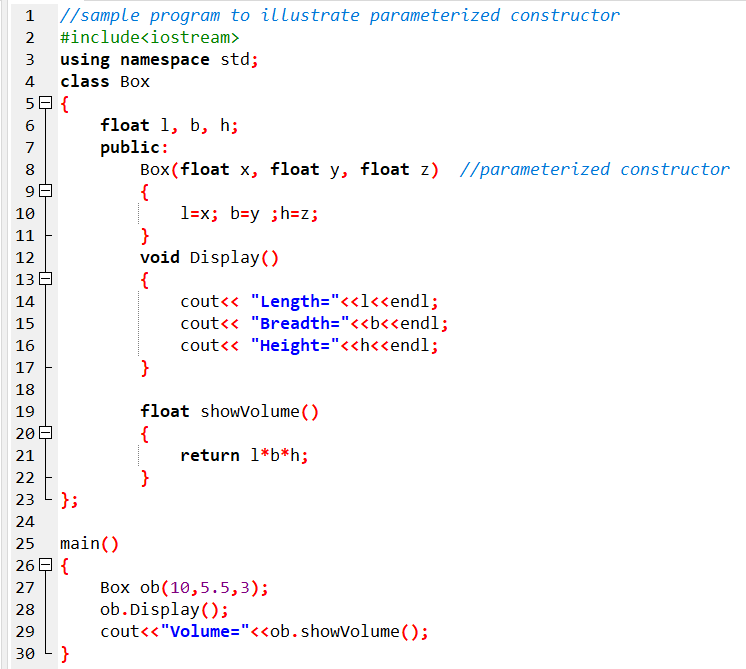 1 //sample program to illustrate parameterized constructor
2 #include<iostream>
3 using namespace std;
4 class Box
5 {
6 float l, b, h;
7 public:
8 Box(float x, float y, float z) //parameterized constructor
9 {
10 l=x; b=y ;h=z;
11 }
12 void Display()
13 {
14 cout<< "Length="<<l<<endl;
15 cout<< "Breadth="<<b<<endl;
16 cout<< "Height="<<h<<endl;
17 }
18
19 float showVolume()
20 {
21 return l*b*h;
22 }
23 };
24
25 main()
26 {
27 Box ob(10,5.5,3);
28 ob.Display();
29 cout<<"Volume="<<ob.showVolume();
30 }